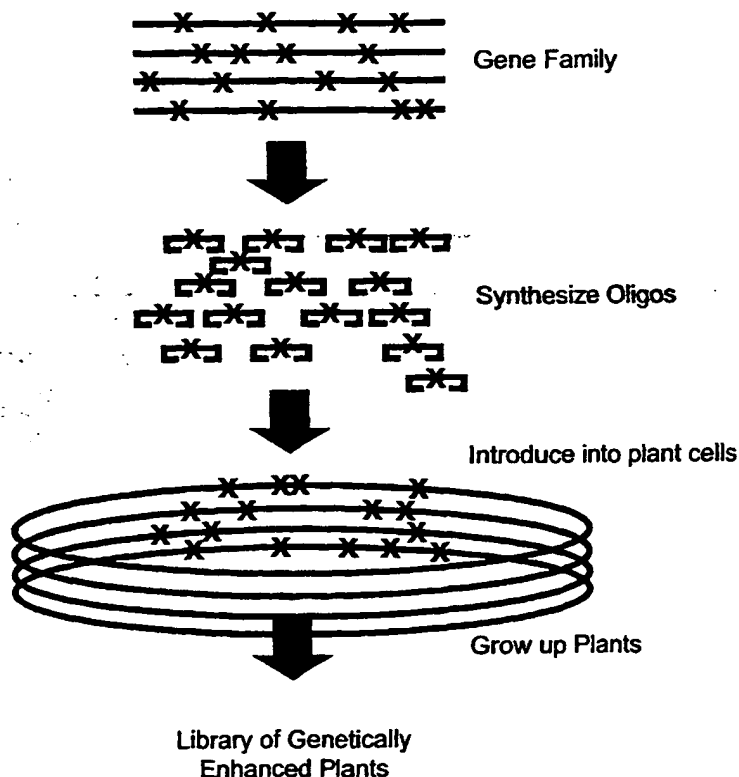 Gene Family
Synthesize Oligos
Introduce into plant cells
Grow up Plants
Library of Genetically
Enhanced Plants